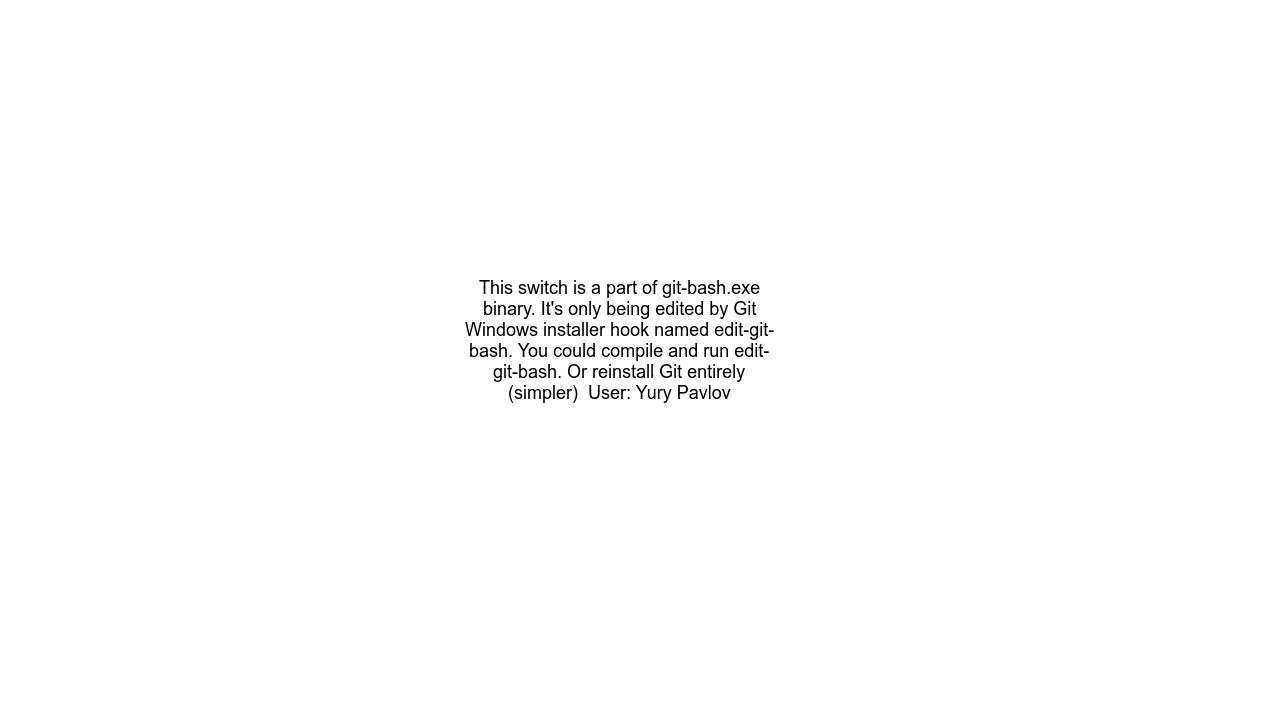 This switch is a part of git-bash.exe
binary. It's only being edited by Git
Windows installer hook named edit-git-
bash. You could compile and run edit-
git-bash. Or reinstall Git entirely
(simpler)  User: Yury Pavlov